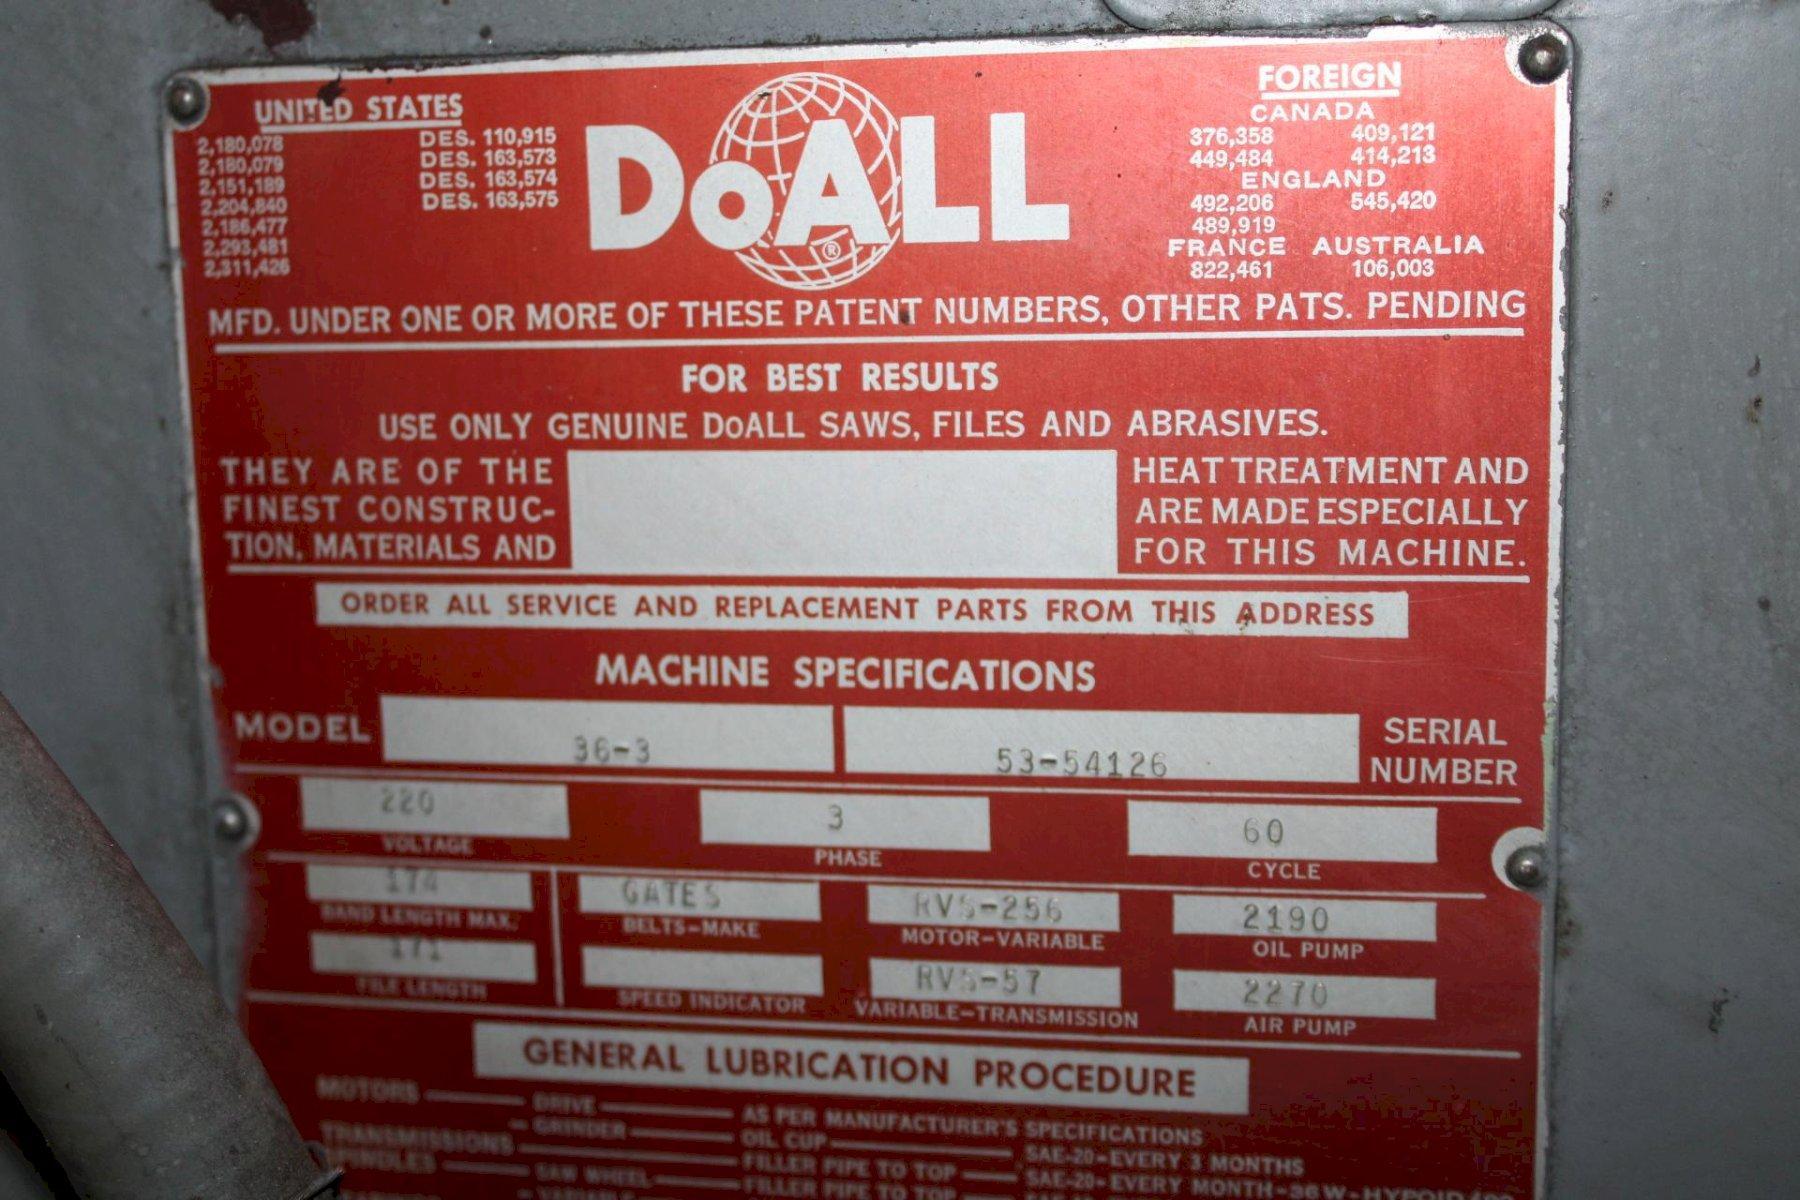 UNITED STATES
2,180,078 DES. 110,915
2,180,079 DES. 163,573
2,151,189 DES. 163,574
2,204,840 DES. 163,575
2,186,477
2,293,481
2,311,426
DoALL
®
FOREIGN
CANADA
376,358 409,121
449,484 414,213
ENGLAND
492,206 545,420
489,919
FRANCE AUSTRALIA
822,461 106,003
MFD. UNDER ONE OR MORE OF THESE PATENT NUMBERS, OTHER PATS. PENDING
FOR BEST RESULTS
USE ONLY GENUINE DoALL SAWS, FILES AND ABRASIVES.
THEY ARE OF THE
FINEST CONSTRUC-
TION, MATERIALS AND
HEAT TREATMENT AND
ARE MADE ESPECIALLY
FOR THIS MACHINE.
ORDER ALL SERVICE AND REPLACEMENT PARTS FROM THIS ADDRESS
MACHINE SPECIFICATIONS
MODEL 36-3 53-54126 SERIAL NUMBER
220 3 60
VOLTAGE PHASE CYCLE
174 GATES RV5-256 2190
BAND LENGTH MAX. BELTS-MAKE MOTOR-VARIABLE OIL PUMP
171 RV5-57 2270
FILE LENGTH SPEED INDICATOR VARIABLE-TRANSMISSION AIR PUMP
GENERAL LUBRICATION PROCEDURE
MOTORS DRIVE AS PER MANUFACTURER'S SPECIFICATIONS
- GRINDER OIL CUP SAE-20-EVERY 3 MONTHS
TRANSMISSIONS FILLER PIPE TO TOP SAE-20-EVERY MONTH-36W-HYPOID
SPINDLES - SAW WHEEL FILLER PIPE TO TOP
- VARIABLE